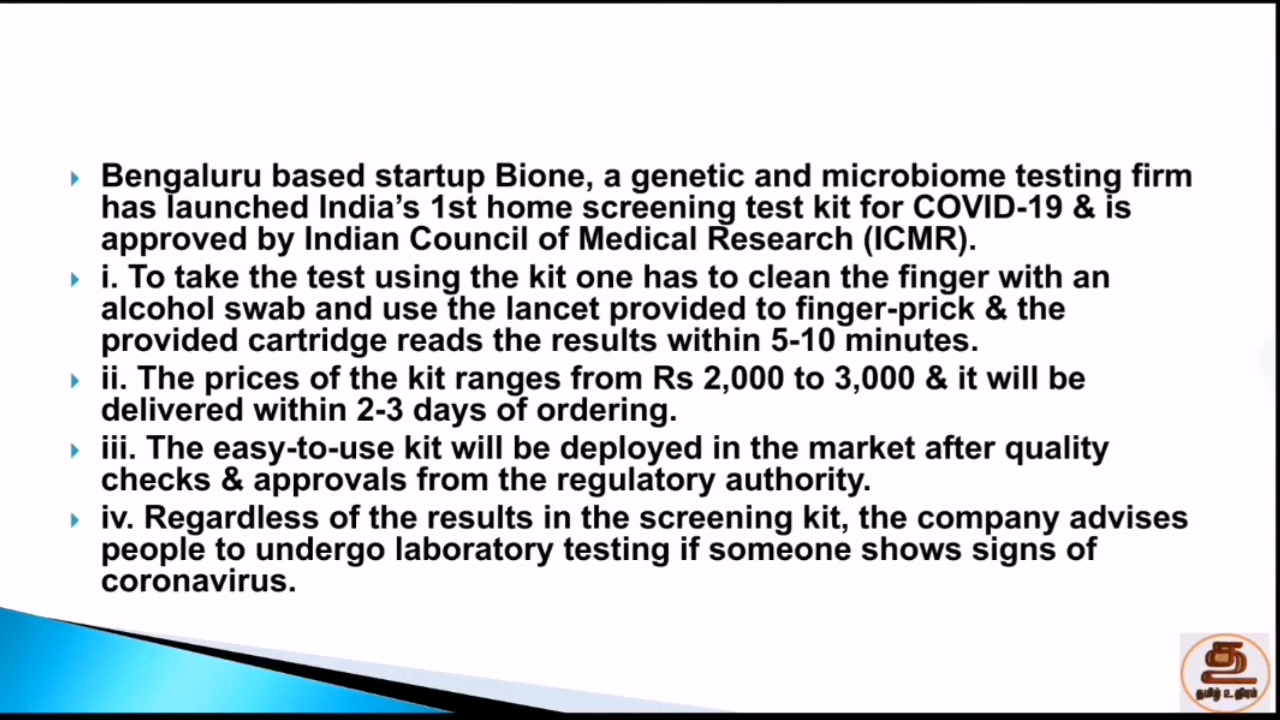 Bengaluru based startup Bione, a genetic and microbiome testing firm
has launched India's 1st home screening test kit for COVID-19 & is
approved by Indian Council of Medical Research (ICMR).
i. To take the test using the kit one has to clean the finger with an
alcohol swab and use the lancet provided to finger-prick & the
provided cartridge reads the results within 5-10 minutes.
ii. The prices of the kit ranges from Rs 2,000 to 3,000 & it will be
delivered within 2-3 days of ordering.
iii. The easy-to-use kit will be deployed in the market after quality
checks & approvals from the regulatory authority.
iv. Regardless of the results in the screening kit, the company advises
people to undergo laboratory testing if someone shows signs of
coronavirus.
த
தமிழ் உதிரம்